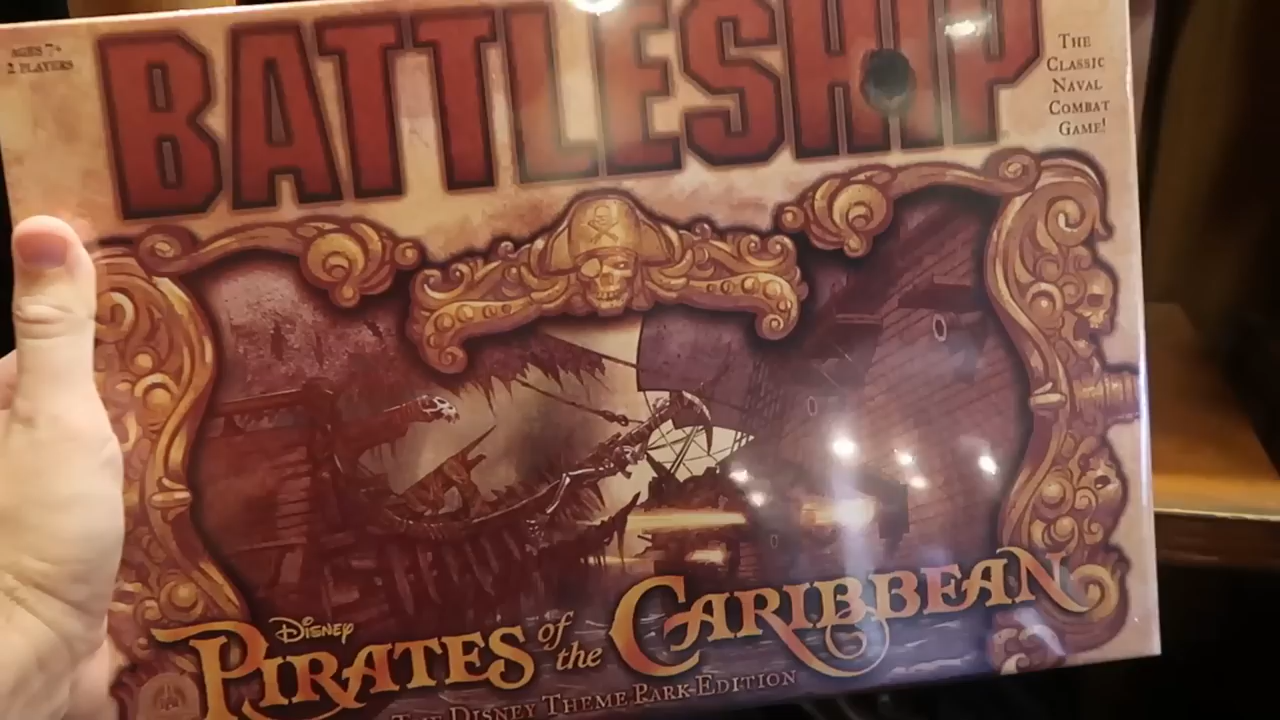 BATTLESHIP
AGES 7+
2 PLAYERS
THE
CLASSIC
NAVAL
COMBAT
GAME!
DISNEY
PIRATES of the CARIBBEAN
THE DISNEY THEME PARK EDITION